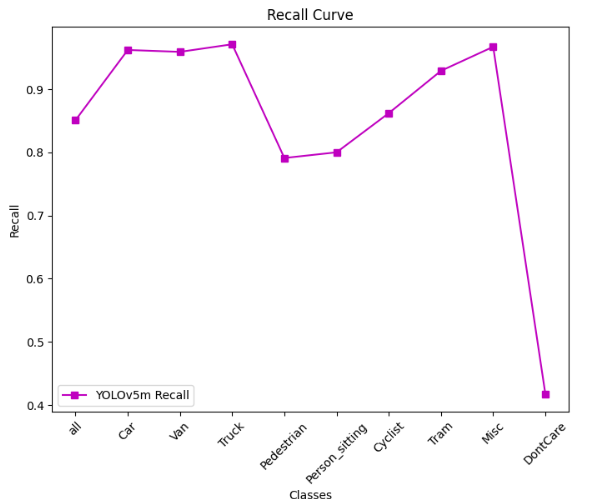 Recall Curve
Recall
0.9
0.8
0.7
0.6
0.5
0.4
YOLOv5m Recall
all
Car
Van
Truck
Pedestrian
Person_sitting
Cyclist
Tram
Misc
DontCare
Classes